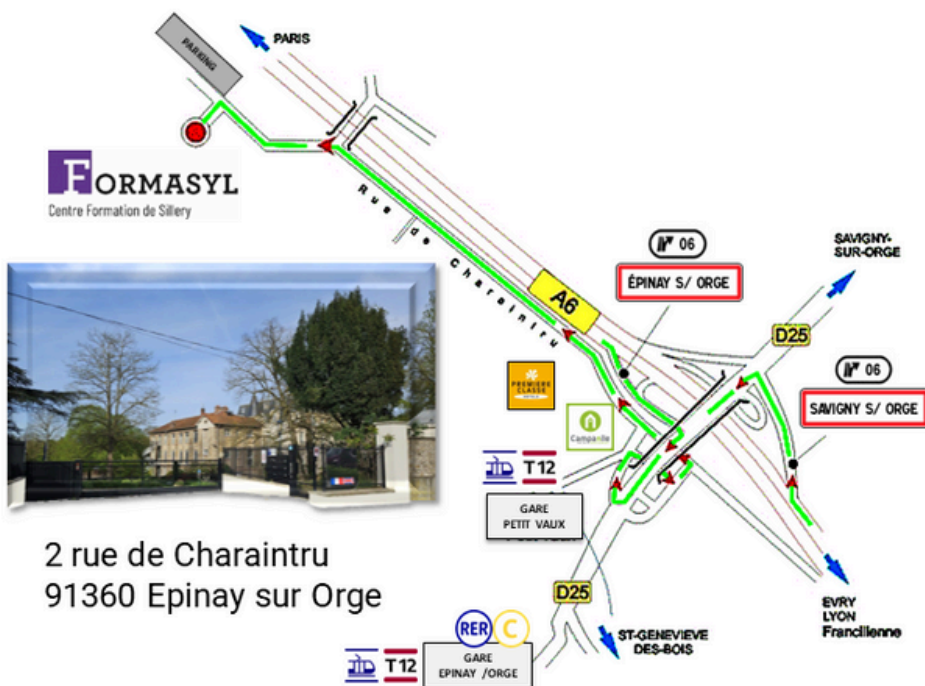 PARKING
PARIS
FORMASYL
Centre Formation de Sillery
Rue de Charaintru
A6
06
ÉPINAY S/ ORGE
SAVIGNY-
SUR-ORGE
D25
06
SAVIGNY S/ ORGE
PREMIERE
CLASSE
Campanile
T12
GARE
PETIT VAUX
2 rue de Charaintru
91360 Epinay sur Orge
D25
EVRY
LYON
Francilienne
RER C
ST-GENEVIEVE
DES-BOIS
T12
GARE
EPINAY /ORGE